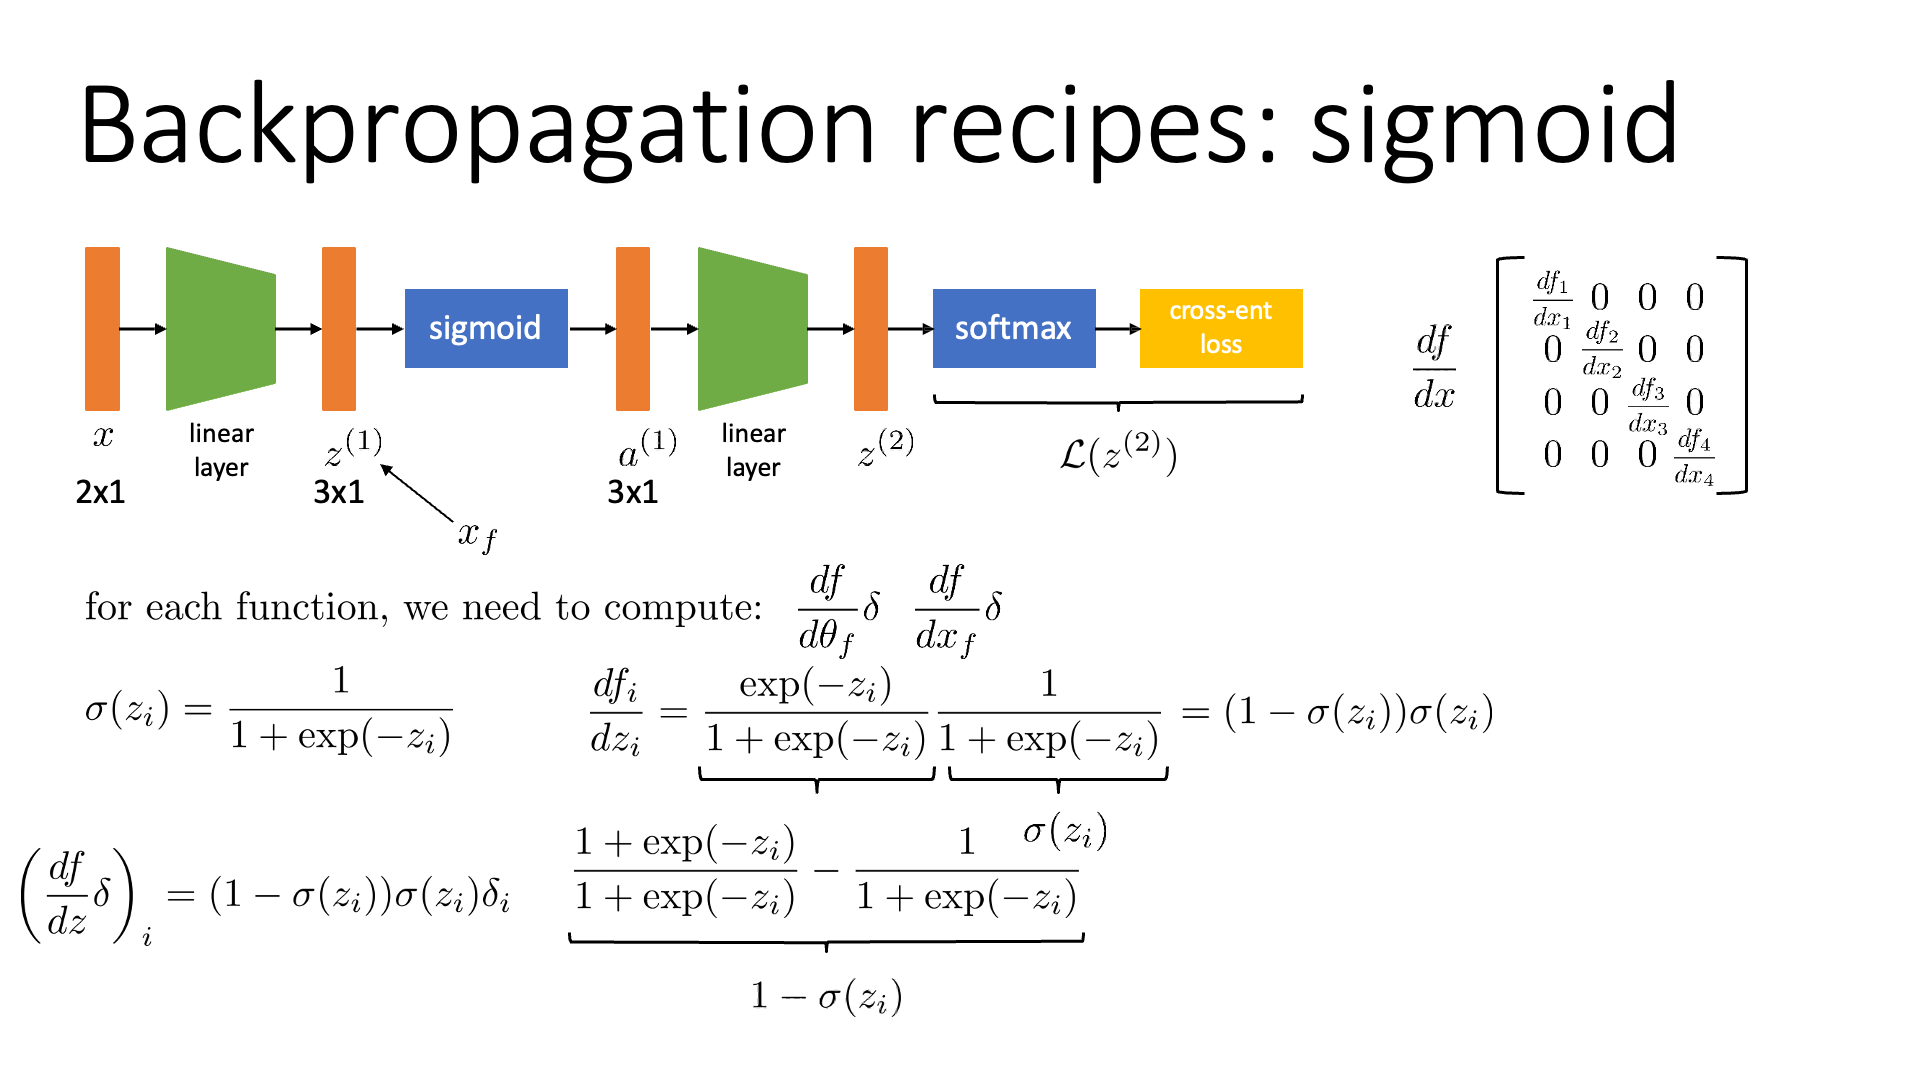 Backpropagation recipes: sigmoid
sigmoid
softmax
cross-ent
loss
x
linear
layer
z^{(1)}
a^{(1)}
linear
layer
z^{(2)}
\mathcal{L}(z^{(2)})
2x1
3x1
3x1
x_f
\frac{df}{dx}
\frac{df_1}{dx_1} 0 0 0
0 \frac{df_2}{dx_2} 0 0
0 0 \frac{df_3}{dx_3} 0
0 0 0 \frac{df_4}{dx_4}
for each function, we need to compute: \frac{df}{d\theta_f}\delta \frac{df}{dx_f}\delta
\sigma(z_i) = \frac{1}{1 + \exp(-z_i)}
\frac{df_i}{dz_i} = \frac{\exp(-z_i)}{1 + \exp(-z_i)} \frac{1}{1 + \exp(-z_i)} = (1 - \sigma(z_i))\sigma(z_i)
\sigma(z_i)
\left(\frac{df}{dz}\delta\right)_i = (1 - \sigma(z_i))\sigma(z_i)\delta_i
\frac{1 + \exp(-z_i)}{1 + \exp(-z_i)} - \frac{1}{1 + \exp(-z_i)}
1 - \sigma(z_i)